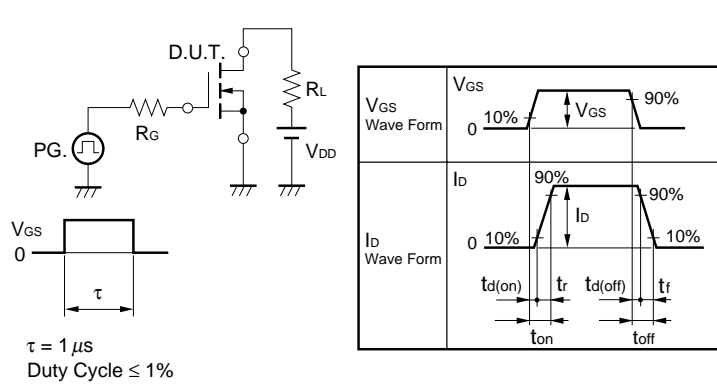 D.U.T.
RL
RG
PG.
VDD
VGS
0
τ
τ = 1 μs
Duty Cycle ≤ 1%
VGS
Wave Form
VGS
10%
0
VGS
90%
ID
Wave Form
ID
90%
90%
ID
0
10%
10%
td(on) tr td(off) tf
ton toff